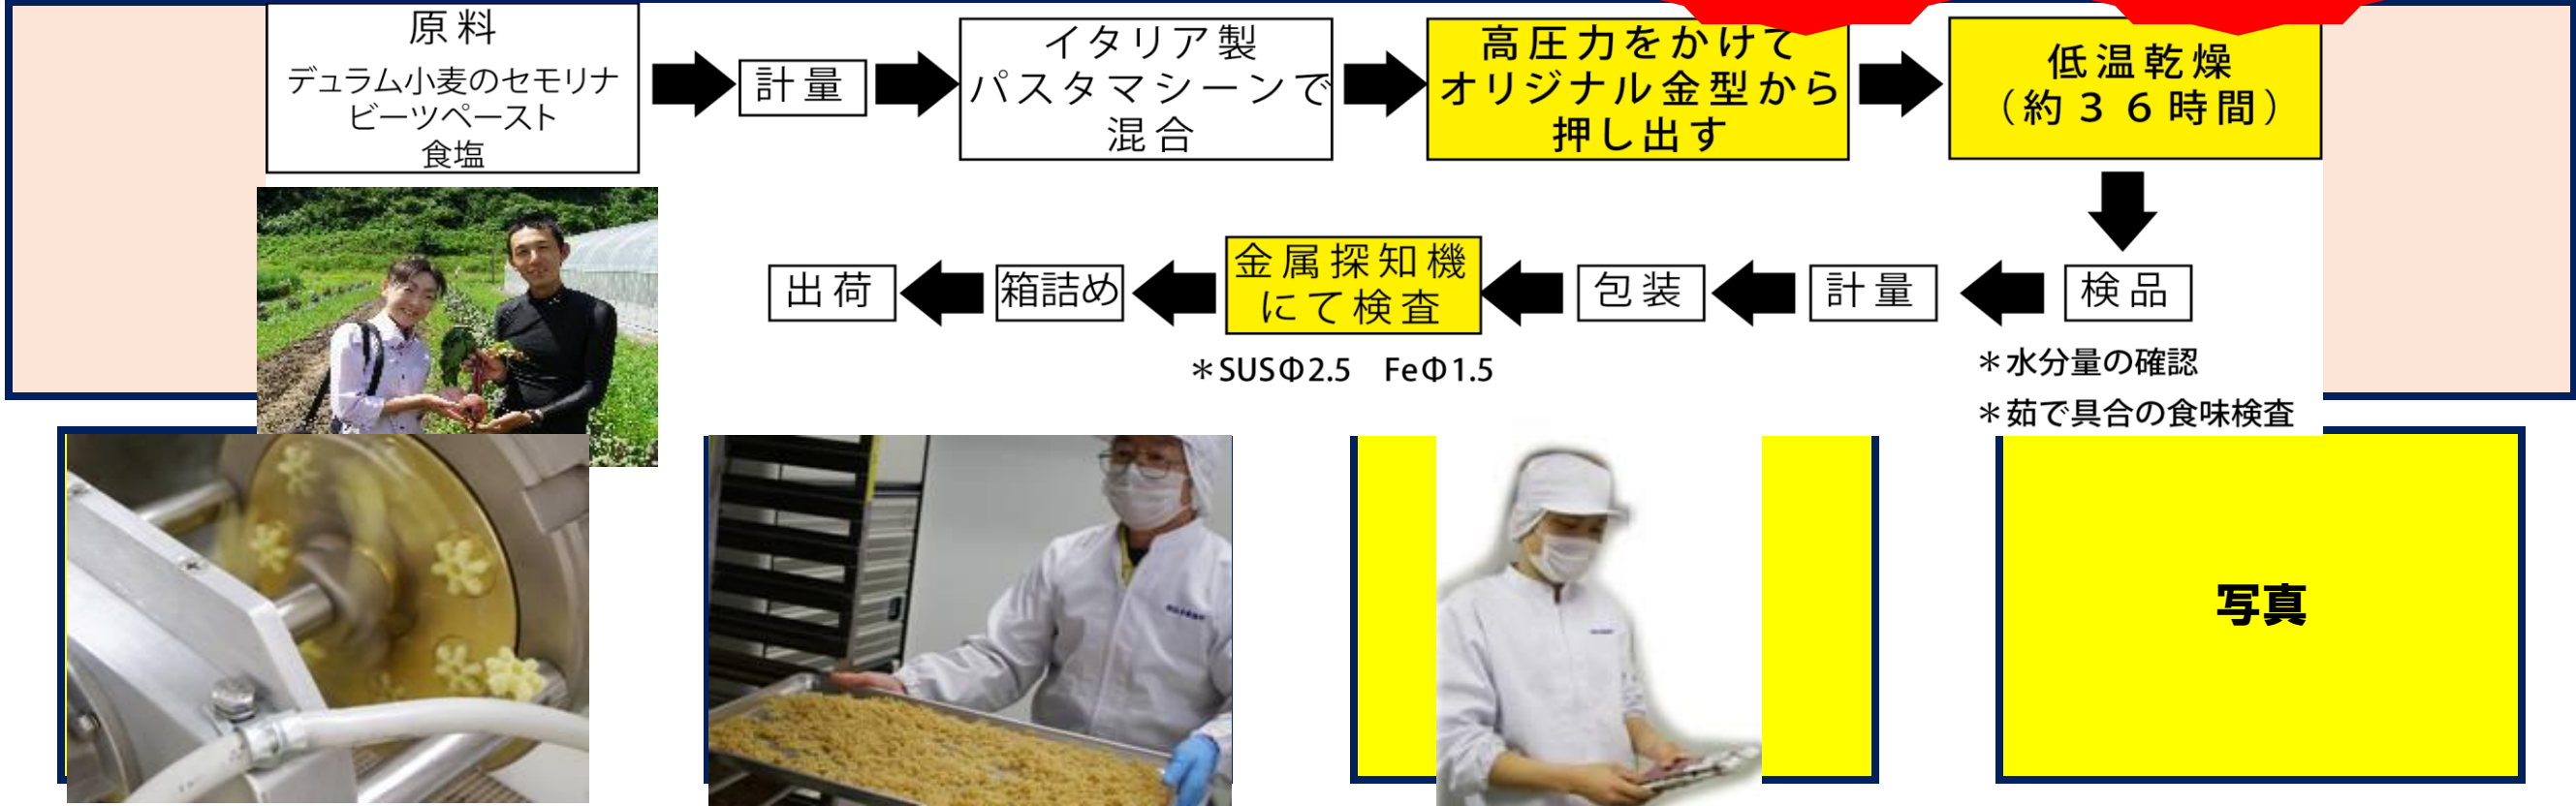 原料
デュラム小麦のセモリナ
ビーツペースト
食塩
計量
イタリア製
パスタマシーンで
混合
高圧力をかけて
オリジナル金型から
押し出す
低温乾燥
（約３６時間）
検品
＊水分量の確認
＊茹で具合の食味検査
計量
包装
金属探知機
にて検査
＊SUSΦ2.5　FeΦ1.5
箱詰め
出荷
写真